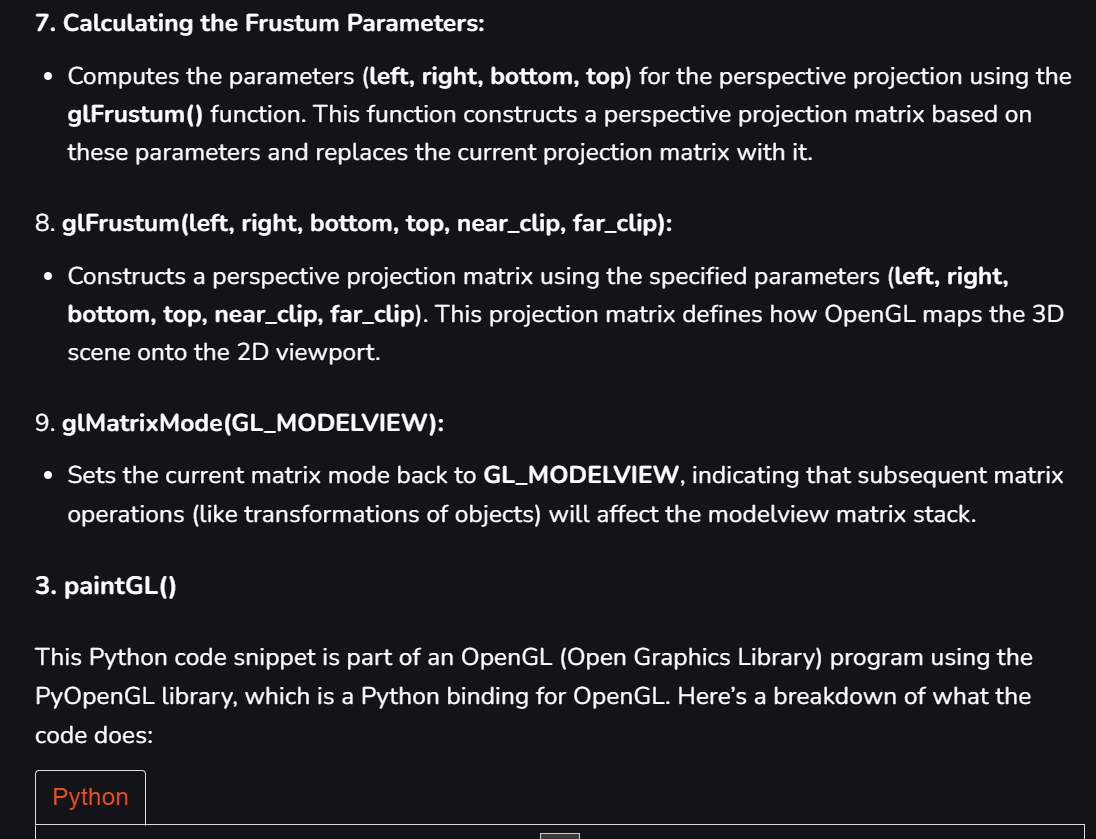 7. Calculating the Frustum Parameters:
• Computes the parameters (left, right, bottom, top) for the perspective projection using the
glFrustum() function. This function constructs a perspective projection matrix based on
these parameters and replaces the current projection matrix with it.
8. glFrustum(left, right, bottom, top, near_clip, far_clip):
• Constructs a perspective projection matrix using the specified parameters (left, right,
bottom, top, near_clip, far_clip). This projection matrix defines how OpenGL maps the 3D
scene onto the 2D viewport.
9. glMatrixMode(GL_MODELVIEW):
• Sets the current matrix mode back to GL_MODELVIEW, indicating that subsequent matrix
operations (like transformations of objects) will affect the modelview matrix stack.
3. paintGL()
This Python code snippet is part of an OpenGL (Open Graphics Library) program using the
PyOpenGL library, which is a Python binding for OpenGL. Here’s a breakdown of what the
code does:
Python